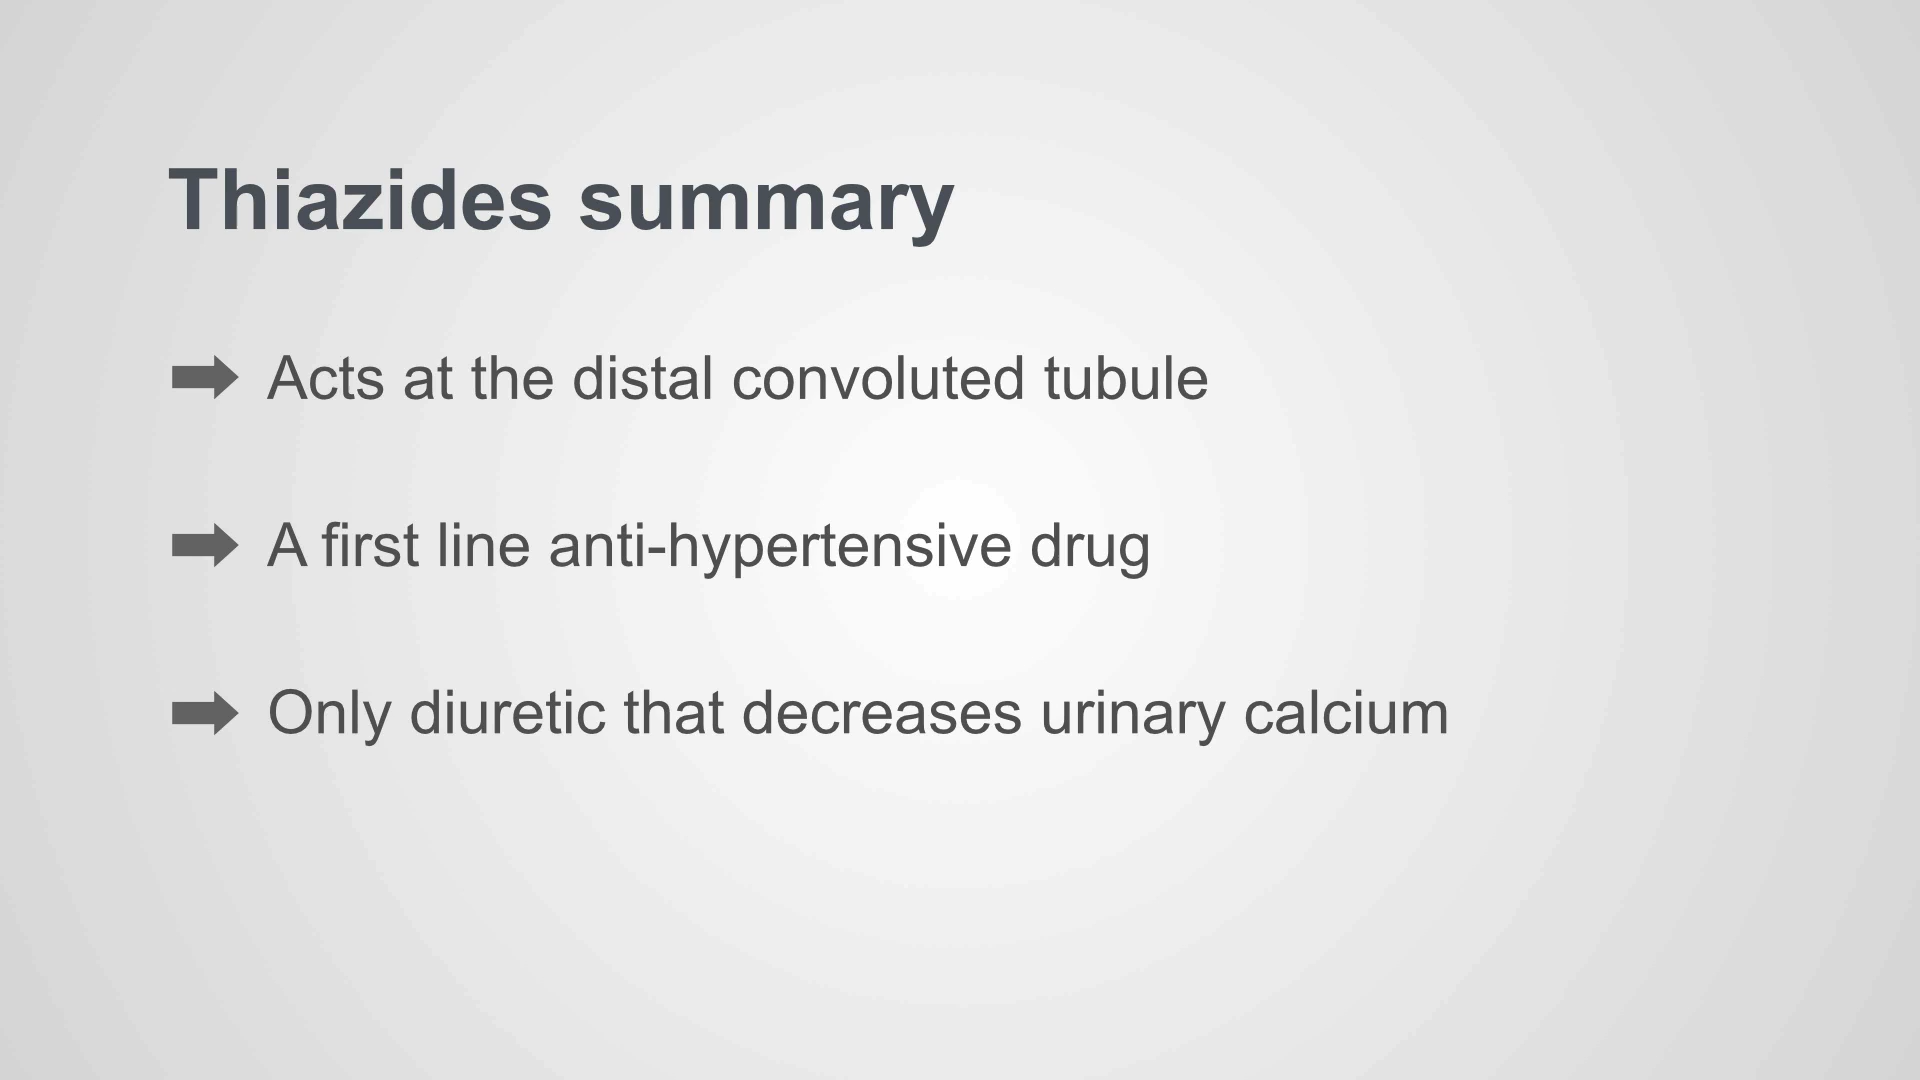 Thiazides summary
Acts at the distal convoluted tubule
A first line anti-hypertensive drug
Only diuretic that decreases urinary calcium